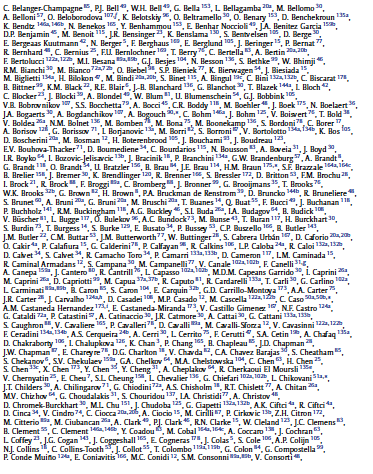 C. Belanger-Champagne 85, P.J. Bell 49, W.H. Bell 49, G. Bella 153, L. Bellagamba 20a, M. Bellomo 30,
A. Belloni 57, O. Beloborodova 107, K. Belotskiy 96, O. Beltramello 30, O. Benary 153, D. Benchekroun 135a
K. Bendtz 146a,146b, N. Benekos 165, Y. Benhammou 153, E. Benhar Noccioli 49, J.A. Benitez Garcia 159b
D.P. Benjamin 45, M. Benoit 115, J.R. Bensinger 23, K. Benslama 130, S. Bentvelsen 105, D. Berge 30,
E. Bergeaas Kuutmann 42, N. Berger 5, F. Berghaus 169, E. Berglund 105, J. Beringer 15, P. Bernat 77,
R. Bernhard 48, C. Bernius 25, F.U. Bernlochner 169, T. Berry 76, C. Bertella 83, A. Bertin 20a,20b
F. Bertolucci 122a,122b, M.I. Besana 89a,89b, G.J. Besjes 104, N. Besson 136, S. Bethke 99, W. Bhimji 46,
R.M. Bianchi 30, M. Bianco 72a,72b, O. Biebel 98, S.P. Bieniek 77, K. Bierwagen 54, J. Biesiada 15,
M. Biglietti 134a, H. Bilokon 47, M. Bindi 20a,20b, S. Binet 115, A. Bingul 19c, C. Bini 132a,132b, C. Biscarat 178,
B. Bittner 99, K.M. Black 22, R.E. Blair 6, J.-B. Blanchard 136, G. Blanchot 30, T. Blazek 144a, I. Bloch 42,
C. Blocker 23, J. Blocki 39, A. Blondel 49, W. Blum 81, U. Blumenschein 54, G.J. Bobbink 105,
V.B. Bobrovnikov 107, S.S. Bocchetta 79, A. Bocci 45, C.R. Boddy 118, M. Boehler 48, J. Boek 175, N. Boelaert 36,
J.A. Bogaerts 30, A. Bogdanchikov 107, A. Bogouch 90, C. Bohm 146a, J. Bohm 125, V. Boisvert 76, T. Bold 38,
V. Boldea 26a, N.M. Bolnet 136, M. Bomben 78, M. Bona 75, M. Boonekamp 136, S. Bordoni 78, C. Borer 17
A. Borisov 128, G. Borissov 71, I. Borjanovic 13a, M. Borri 82, S. Borroni 87, V. Bortolotto 134a,134b, K. Bos 105,
D. Boscherini 20a, M. Bosman 12, H. Boterenbrood 105, J. Bouchami 93, J. Boudreau 123,
E.V. Bouhova-Thacker 71, D. Boumediene 34, C. Bourdarios 115, N. Bousson 83, A. Boveia 31, J. Boyd 30,
I.R. Boyko 64, I. Bozovic-Jelisavcic 13b, J. Bracinik 18, P. Branchini 134a, G.W. Brandenburg 57, A. Brandt 8,
G. Brandt 118, O. Brandt 54, U. Bratzler 156, B. Brau 84, J.E. Brau 114, H.M. Braun 175, S.F. Brazzale 164a,164c
B. Brelier 158, J. Bremer 30, K. Brendlinger 120, R. Brenner 166, S. Bressler 172, D. Britton 53, F.M. Brochu 28,
I. Brock 21, R. Brock 88, F. Broggi 89a, C. Bromberg 88, J. Bronner 99, G. Brooijmans 35, T. Brooks 76
W.K. Brooks 32b, G. Brown 82, H. Brown 8, P.A. Bruckman de Renstrom 39, D. Bruncko 144b, R. Bruneliere 48,
S. Brunet 60, A. Bruni 20a, G. Bruni 20a, M. Bruschi 20a, T. Buanes 14, Q. Buat 55, F. Bucci 49, J. Buchanan 118
P. Buchholz 141, R.M. Buckingham 118, A.G. Buckley 46, S.I. Buda 26a, I.A. Budagov 64, B. Budick 108
V. Büscher 81, L. Bugge 117, O. Bulekov 96, A.C. Bundock 73, M. Bunse 43, T. Buran 117, H. Burckhart 30,
S. Burdin 73, T. Burgess 14, S. Burke 129, E. Busato 34, P. Bussey 53, C.P. Buszello 166, B. Butler 143
J.M. Butler 22, C.M. Buttar 53, J.M. Butterworth 77, W. Buttinger 28, S. Cabrera Urbán 167, D. Caforio 20a,20b
O. Cakir 4a, P. Calafiura 15, G. Calderini 78, P. Calfayan 98, R. Calkins 106, L.P. Caloba 24a, R. Caloi 132a,132b,
D. Calvet 34, S. Calvet 34, R. Camacho Toro 34, P. Camarri 133a,133b, D. Cameron 117, L.M. Caminada 15,
R. Caminal Armadans 12, S. Campana 30, M. Campanelli 77, V. Canale 102a,102b, F. Canelli 31,
A. Canepa 159a, J. Cantero 80, R. Cantrill 76, L. Capasso 102a,102b, M.D.M. Capeans Garrido 30, I. Caprini 26a
M. Caprini 26a, D. Capriotti 99, M. Capua 37a,37b, R. Caputo 81, R. Cardarelli 133a, T. Carli 30, G. Carlino 102a
L. Carminati 89a,89b, B. Caron 85, S. Caron 104, E. Carquin 32b, G.D. Carrillo-Montoya 173, A.A. Carter 75,
J.R. Carter 28, J. Carvalho 124a, D. Casadei 108, M.P. Casado 12, M. Cascella 122a,122b, C. Caso 50a,50b,
A.M. Castaneda Hernandez 173, E. Castaneda-Miranda 173, V. Castillo Gimenez 167, N.F. Castro 124a,
G. Cataldi 72a, P. Catastini 57, A. Catinaccio 30, J.R. Catmore 30, A. Cattai 30, G. Cattani 133a,133b
S. Caughron 88, V. Cavaliere 165, P. Cavalleri 78, D. Cavalli 89a, M. Cavalli-Sforza 12, V. Cavasinni 122a,122b
F. Ceradini 134a,134b, A.S. Cerqueira 24b, A. Cerri 30, L. Cerrito 75, F. Cerutti 47, S.A. Cetin 19b, A. Chafaq 135a
D. Chakraborty 106, I. Chalupkova 126, K. Chan 3, P. Chang 165, B. Chapleau 85, J.D. Chapman 28,
J.W. Chapman 87, E. Chareyre 78, D.G. Charlton 18, V. Chavda 82, C.A. Chavez Barajas 30, S. Cheatham 85,
S. Chekanov 6, S.V. Chekulaev 159a, G.A. Chelkov 64, M.A. Chelstowska 104, C. Chen 63, H. Chen 25,
S. Chen 33c, X. Chen 173, Y. Chen 35, Y. Cheng 31, A. Cheplakov 64, R. Cherkaoui El Moursli 135e
V. Chernyatin 25, E. Cheu 7, S.L. Cheung 158, L. Chevalier 136, G. Chiefari 102a,102b, L. Chikovani 51a,
J.T. Childers 30, A. Chilingarov 71, G. Chiodini 72a, A.S. Chisholm 18, R.T. Chislett 77, A. Chitan 26a,
M.V. Chizhov 64, G. Choudalakis 31, S. Chouridou 137, I.A. Christidi 77, A. Christov 48,
D. Chromek-Burckhart 30, M.L. Chu 151, J. Chudoba 125, G. Ciapetti 132a,132b, A.K. Ciftci 4a, R. Ciftci 4a,
D. Cinca 34, V. Cindro 74, C. Ciocca 20a,20b, A. Ciocio 15, M. Cirilli 87, P. Cirkovic 13b, Z.H. Citron 172,
M. Citterio 89a, M. Ciubancan 26a, A. Clark 49, P.J. Clark 46, R.N. Clarke 15, W. Cleland 123, J.C. Clemens 83,
B. Clement 55, C. Clement 146a,146b, Y. Coadou 83, M. Cobal 164a,164c, A. Coccaro 138, J. Cochran 63,
L. Coffey 23, J.G. Cogan 143, J. Coggeshall 165, E. Cogneras 178, J. Colas 5, S. Cole 106, A.P. Colijn 105,
N.J. Collins 18, C. Collins-Tooth 53, J. Collot 55, T. Colombo 119a,119b, G. Colon 84, G. Compostella 99
P. Conde Muiño 124a, E. Coniavitis 166, M.C. Conidi 12, S.M. Consonni 89a,89b, V. Consorti 48,